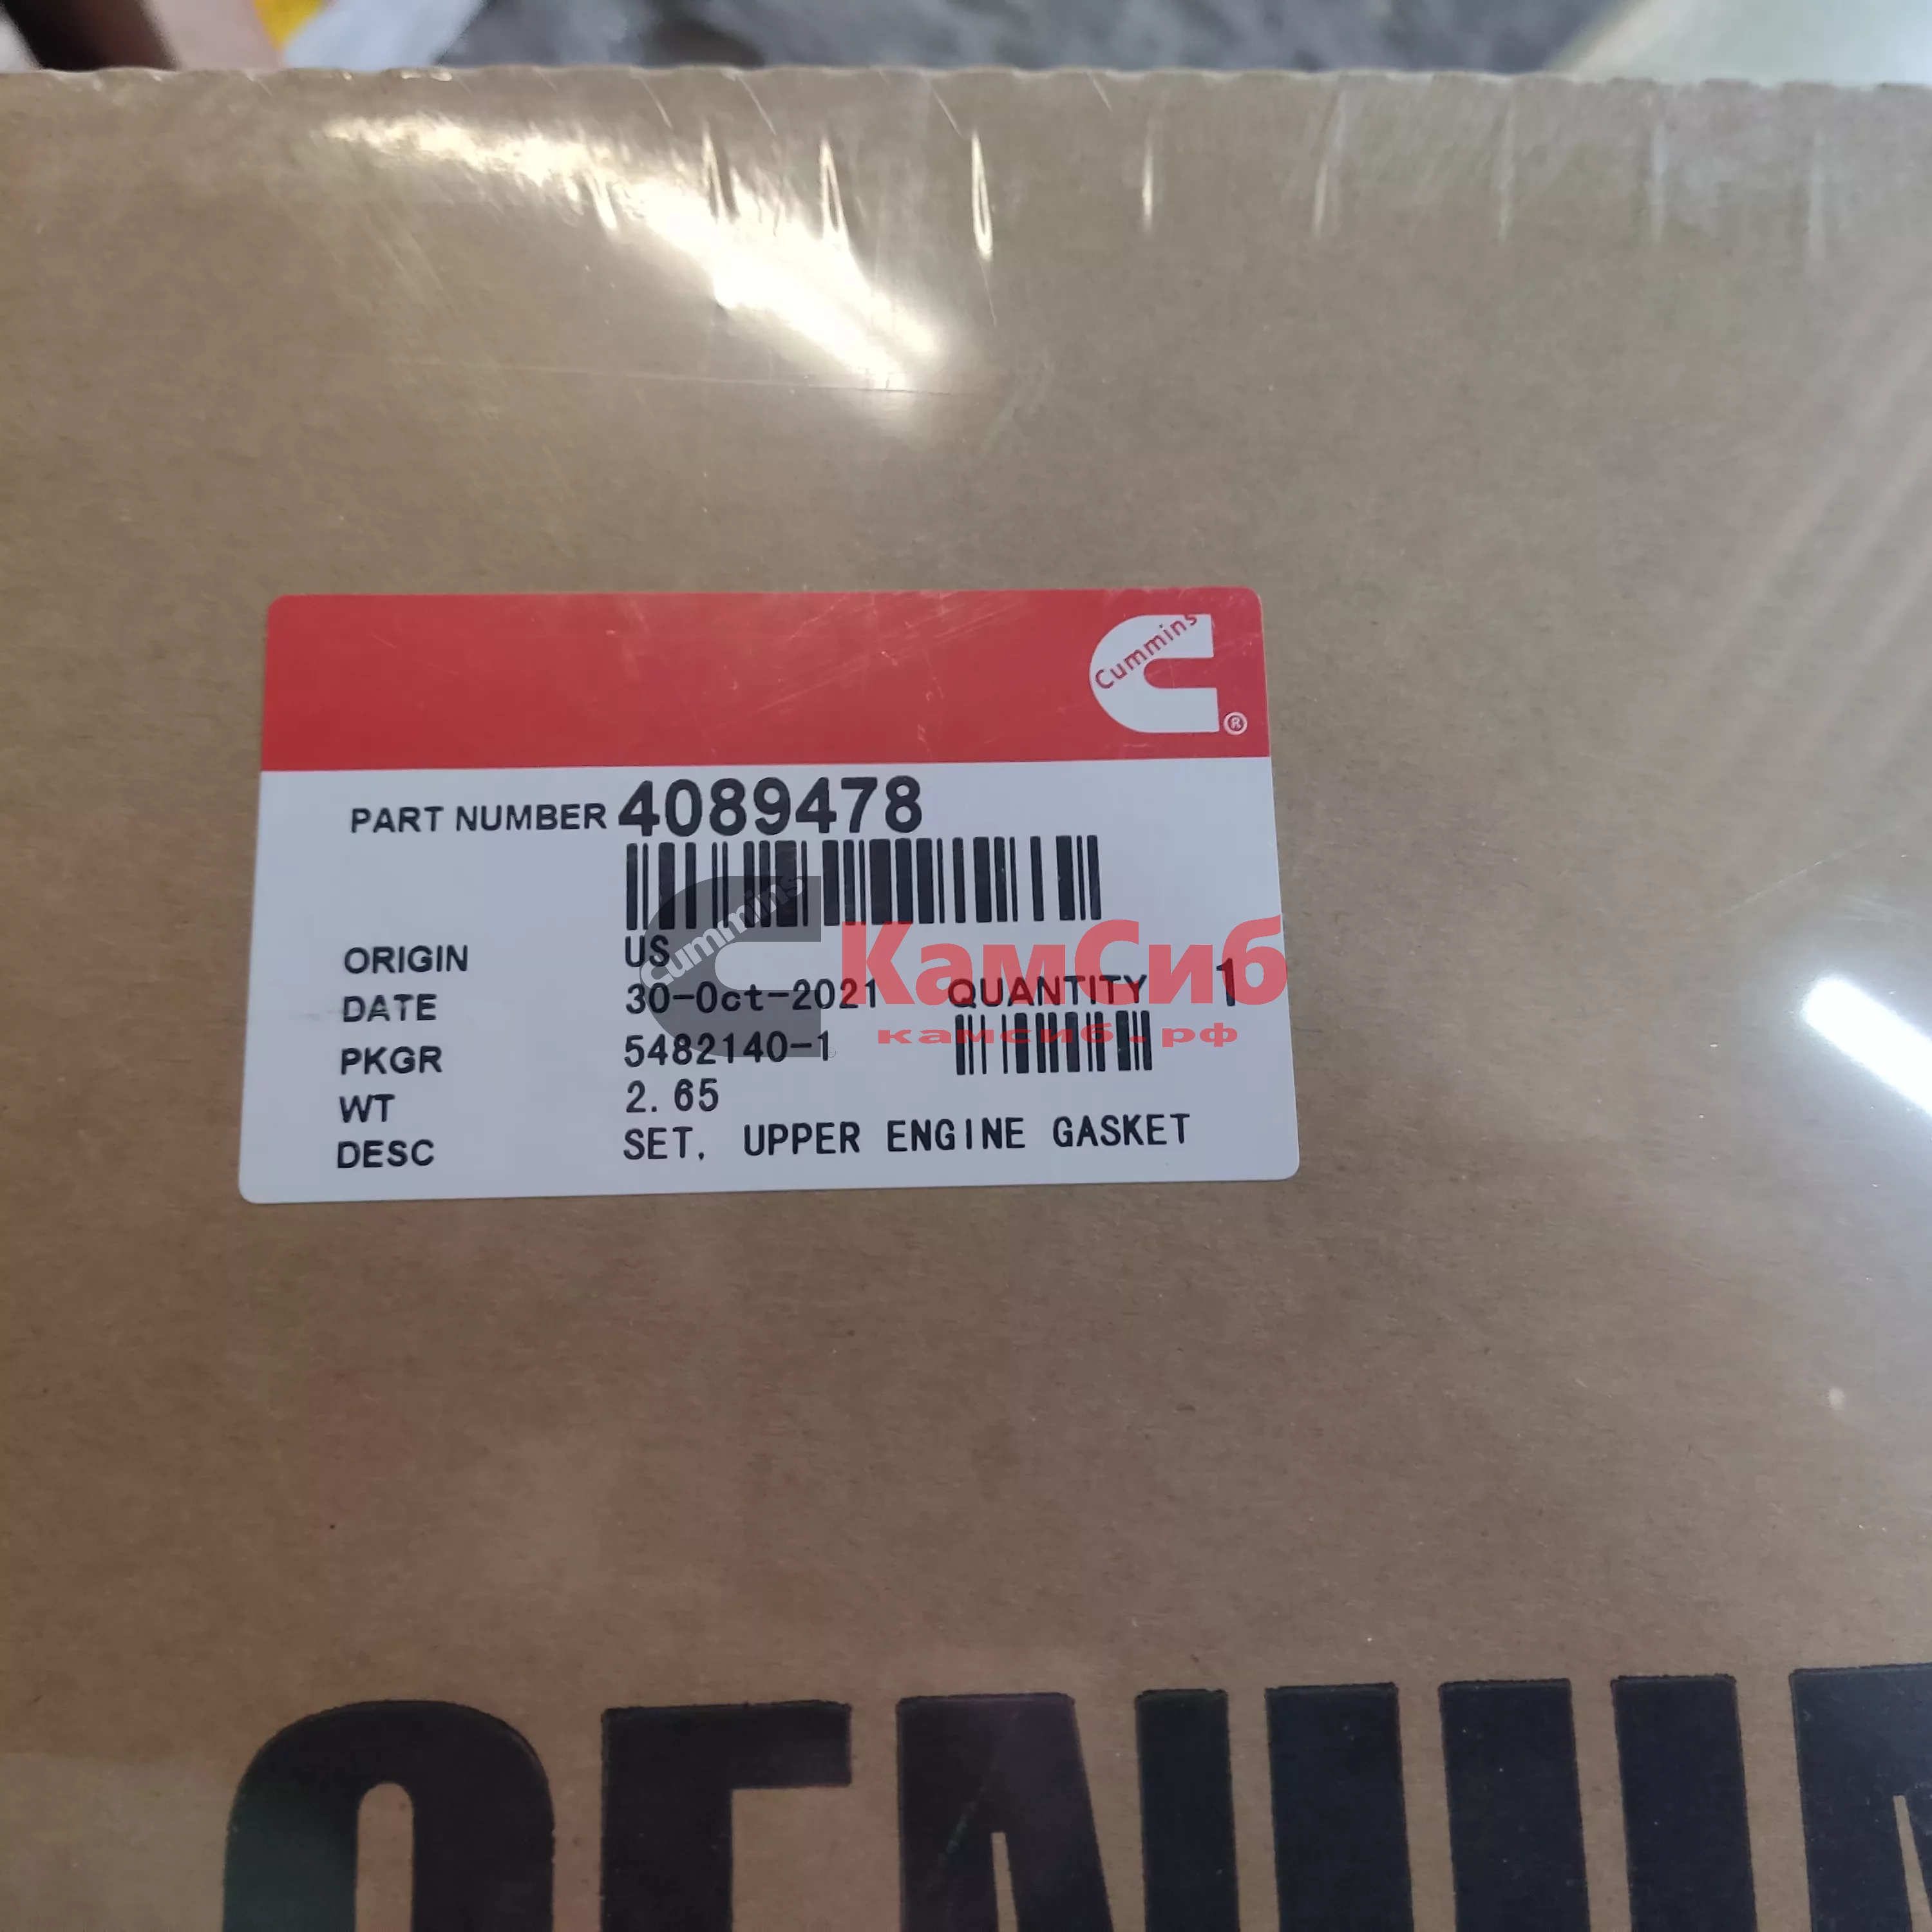 Cummins
®
PART NUMBER 4089478
ORIGIN US
DATE 30-Oct-2021 QUANTITY 1
PKGR 5482140-1
WT 2.65
DESC SET, UPPER ENGINE GASKET
Cummins
КамСиб
камсиб.рф
GENUIN